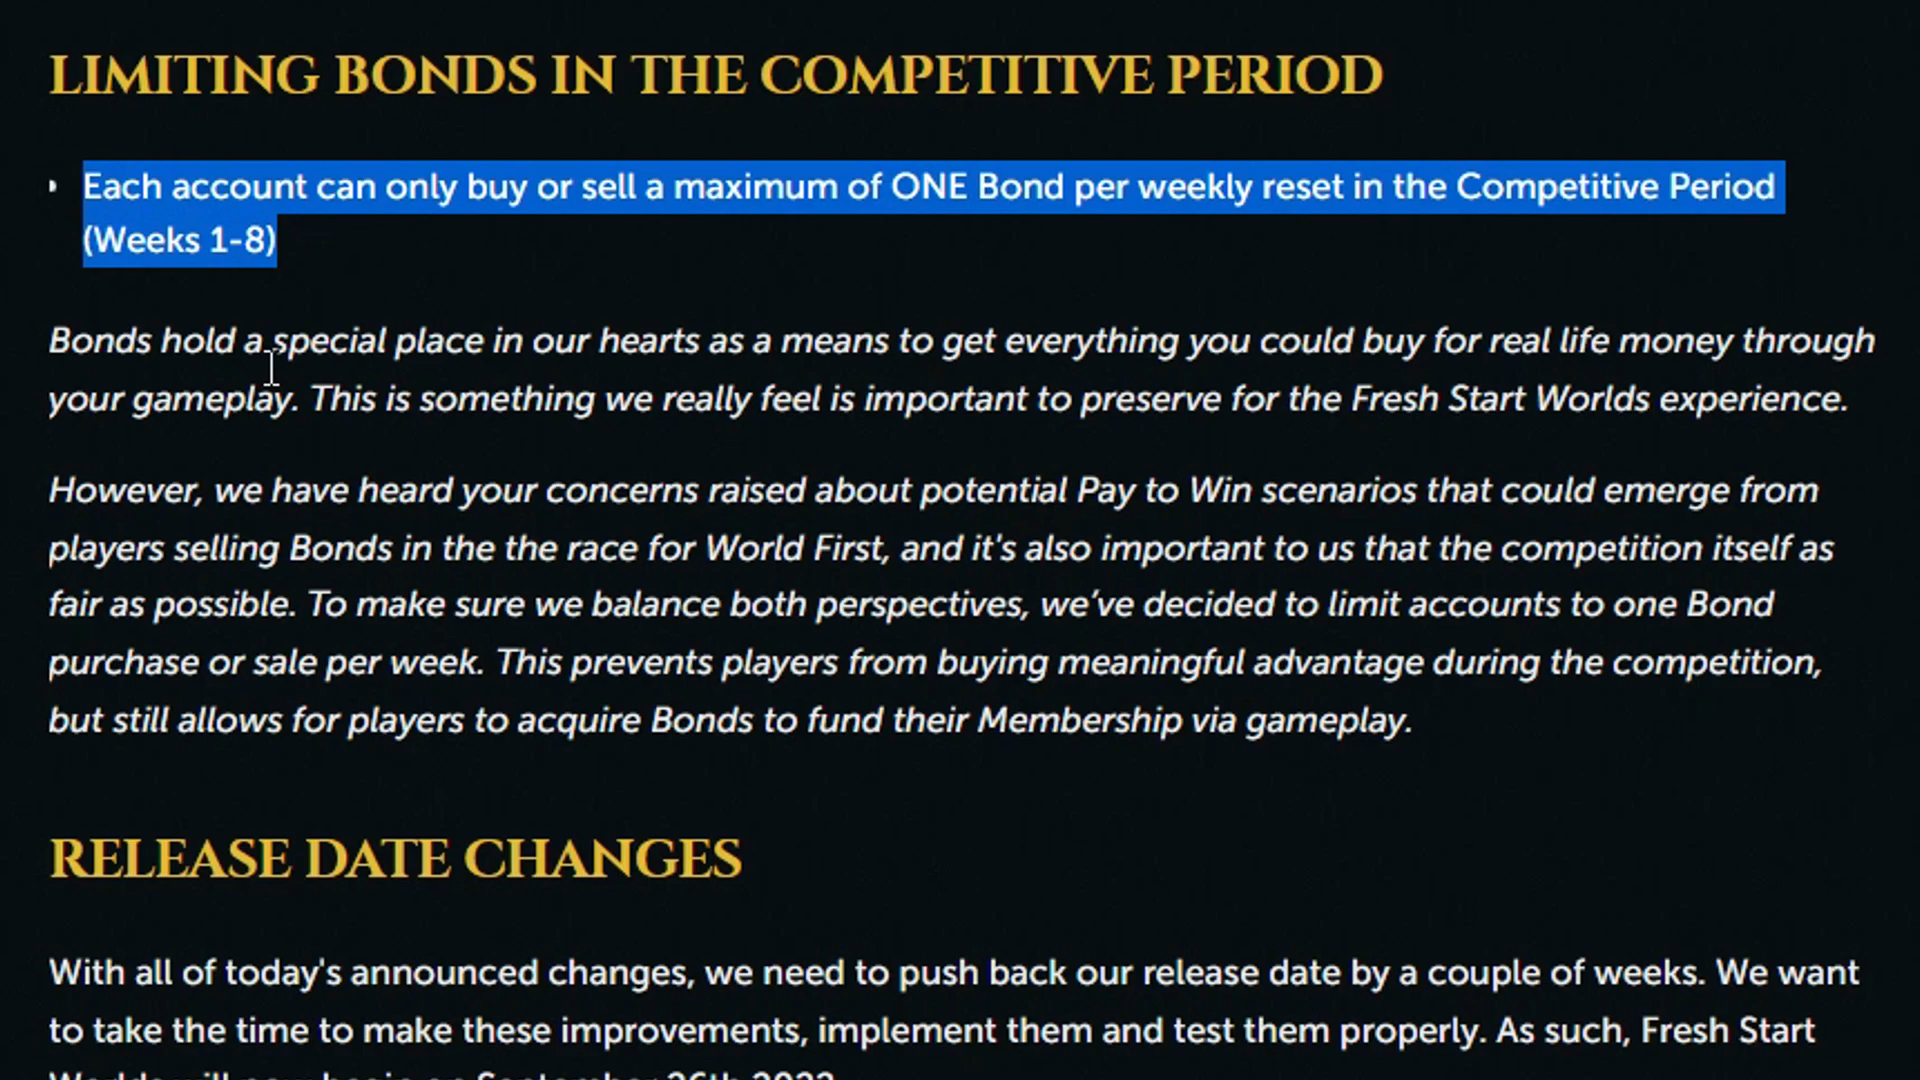 LIMITING BONDS IN THE COMPETITIVE PERIOD
Each account can only buy or sell a maximum of ONE Bond per weekly reset in the Competitive Period
(Weeks 1-8)
Bonds hold a special place in our hearts as a means to get everything you could buy for real life money through
your gameplay. This is something we really feel is important to preserve for the Fresh Start Worlds experience.
However, we have heard your concerns raised about potential Pay to Win scenarios that could emerge from
players selling Bonds in the the race for World First, and it's also important to us that the competition itself as
fair as possible. To make sure we balance both perspectives, we’ve decided to limit accounts to one Bond
purchase or sale per week. This prevents players from buying meaningful advantage during the competition,
but still allows for players to acquire Bonds to fund their Membership via gameplay.
RELEASE DATE CHANGES
With all of today's announced changes, we need to push back our release date by a couple of weeks. We want
to take the time to make these improvements, implement them and test them properly. As such, Fresh Start
Worlds will now begin on September 26th